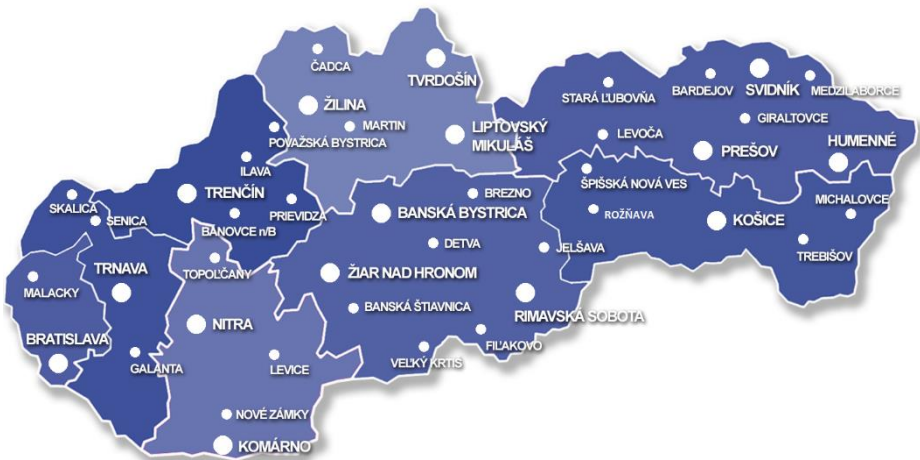 ČADCA
TVRDOŠÍN
ŽILINA
MARTIN
LIPTOVSKÝ
MIKULÁŠ
POVAŽSKÁ BYSTRICA
ILAVA
TRENČÍN
PRIEVIDZA
BÁNOVCE n/B
SKALICA
SENICA
TRNAVA
MALACKY
BRATISLAVA
GALANTA
TOPOĽČANY
NITRA
LEVICE
NOVÉ ZÁMKY
KOMÁRNO
BREZNO
BANSKÁ BYSTRICA
DETVA
JELŠAVA
ŽIAR NAD HRONOM
BANSKÁ ŠTIAVNICA
RIMAVSKÁ SOBOTA
FIĽAKOVO
VEĽKÝ KRTÍŠ
STARÁ ĽUBOVŇA
BARDEJOV
SVIDNÍK
MEDZILABORCE
GIRALTOVCE
LEVOČA
PREŠOV
HUMENNÉ
ŠPIŠSKÁ NOVÁ VES
ROŽŇAVA
KOŠICE
MICHALOVCE
TREBIŠOV